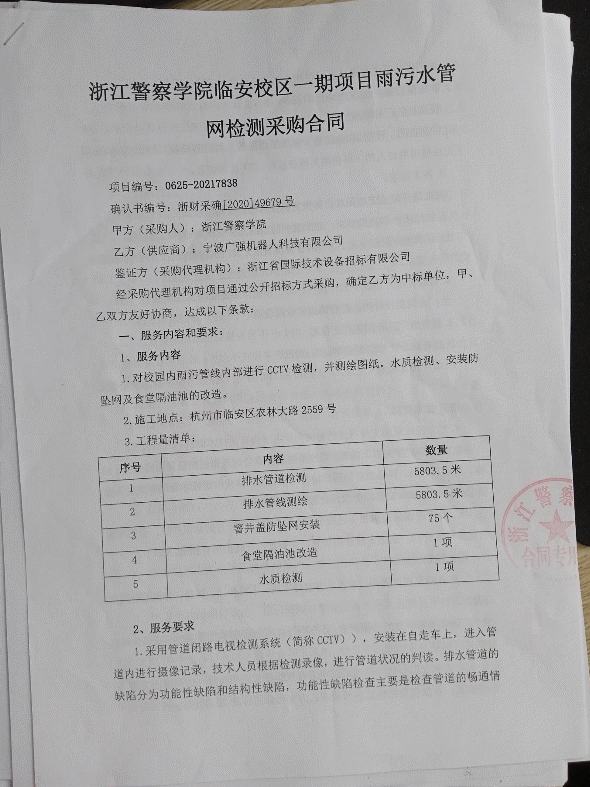 浙江警察学院临安校区一期项目雨污水管
网检测采购合同
项目编号：0625-20217838
确认书编号：浙财采确[2020]49679号
甲方（采购人）：浙江警察学院
乙方（供应商）：宁波广强机器人科技有限公司
鉴证方（采购代理机构）：浙江省国际技术设备招标有限公司
经采购代理机构对项目通过公开招标方式采购，确定乙方为中标单位，甲、
乙双方友好协商，达成以下条款：
一、服务内容和要求：
1、服务内容
1.对校园内雨污管线内部进行CCTV检测，并测绘图纸，水质检测、安装防
坠网及食堂隔油池的改造。
2.施工地点：杭州市临安区农林大路2559号
3.工程量清单：
序号 内容 数量
1 排水管道检测 5803.5米
2 排水管线测绘 5803.5米
3 窨井盖防坠网安装 75个
4 食堂隔油池改造 1项
5 水质检测 1项
浙江警察
合同专用
2、服务要求
1.采用管道闭路电视检测系统（简称CCTV）），安装在自走车上，进入管
道内进行摄像记录，技术人员根据检测录像，进行管道状况的判读。排水管道的
缺陷分为功能性缺陷和结构性缺陷，功能性缺陷检查主要是检查管道的畅通情